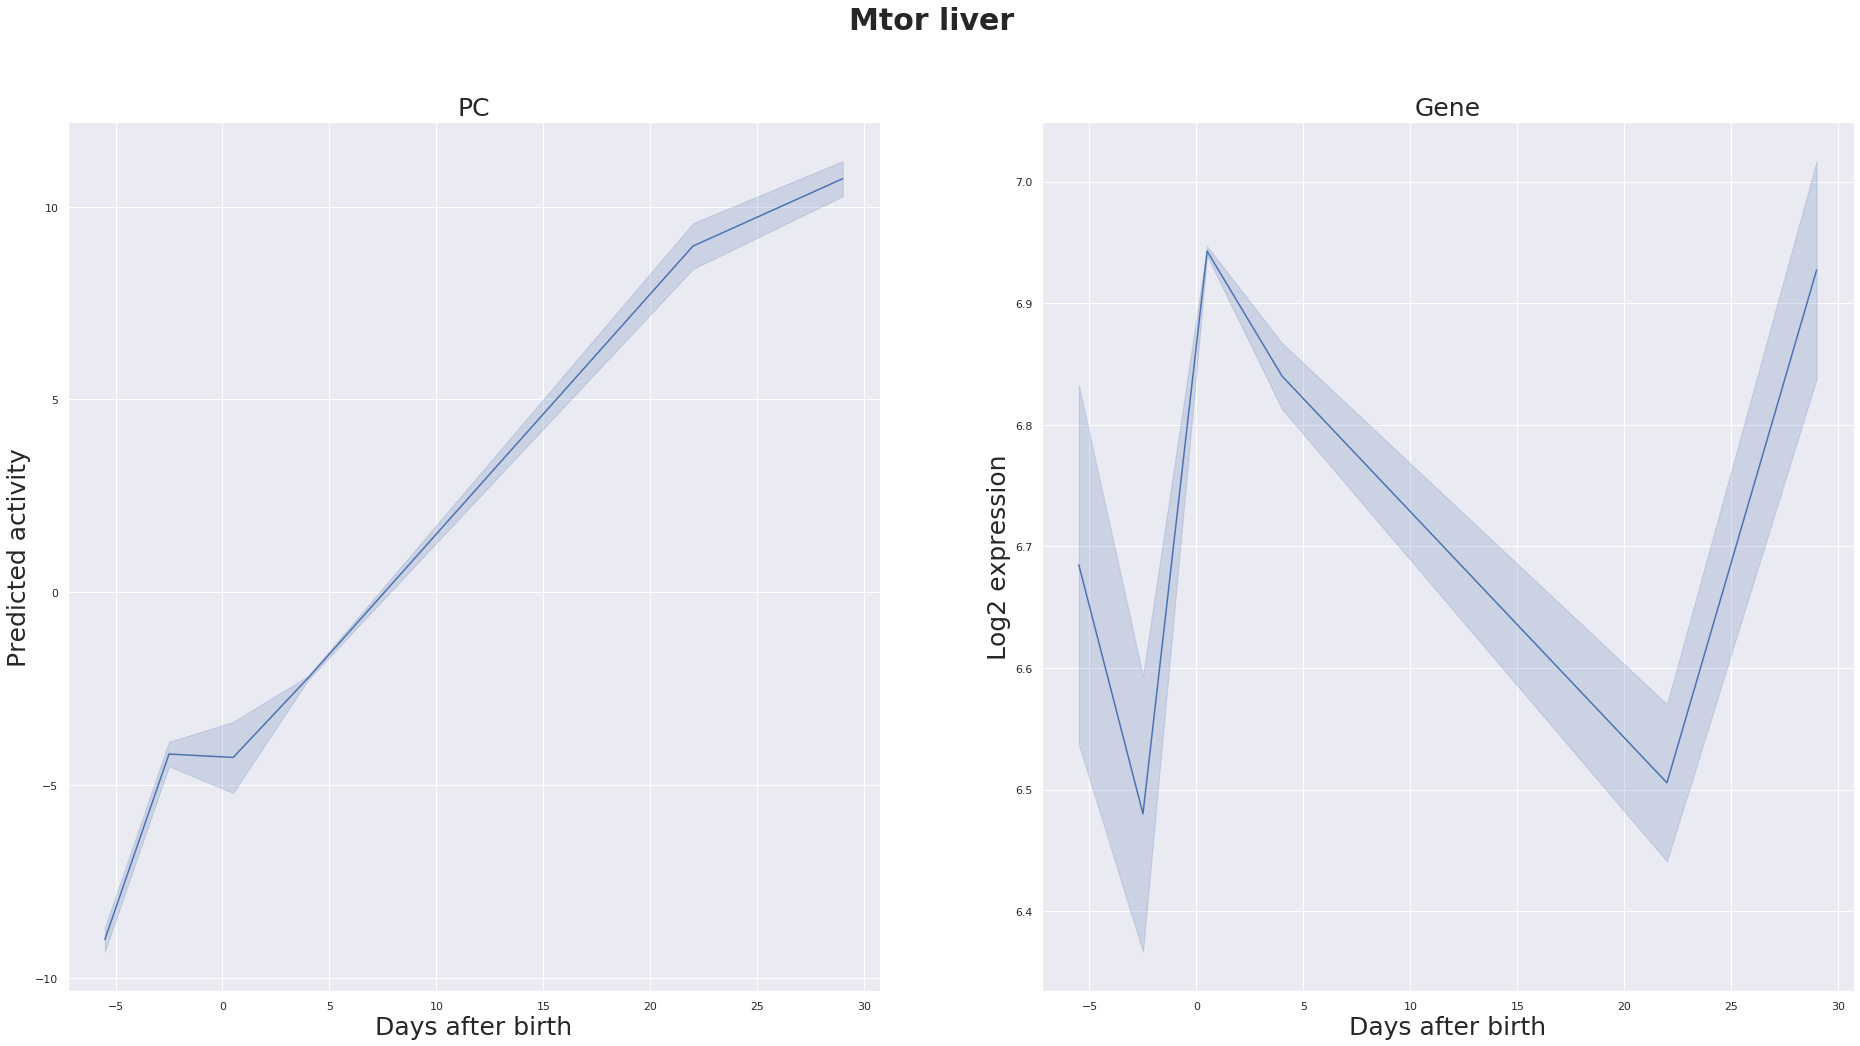 Mtor liver
PC
Predicted activity
10
5
0
−5
−10
−5 0 5 10 15 20 25 30
Days after birth
Gene
Log2 expression
7.0
6.9
6.8
6.7
6.6
6.5
6.4
−5 0 5 10 15 20 25 30
Days after birth